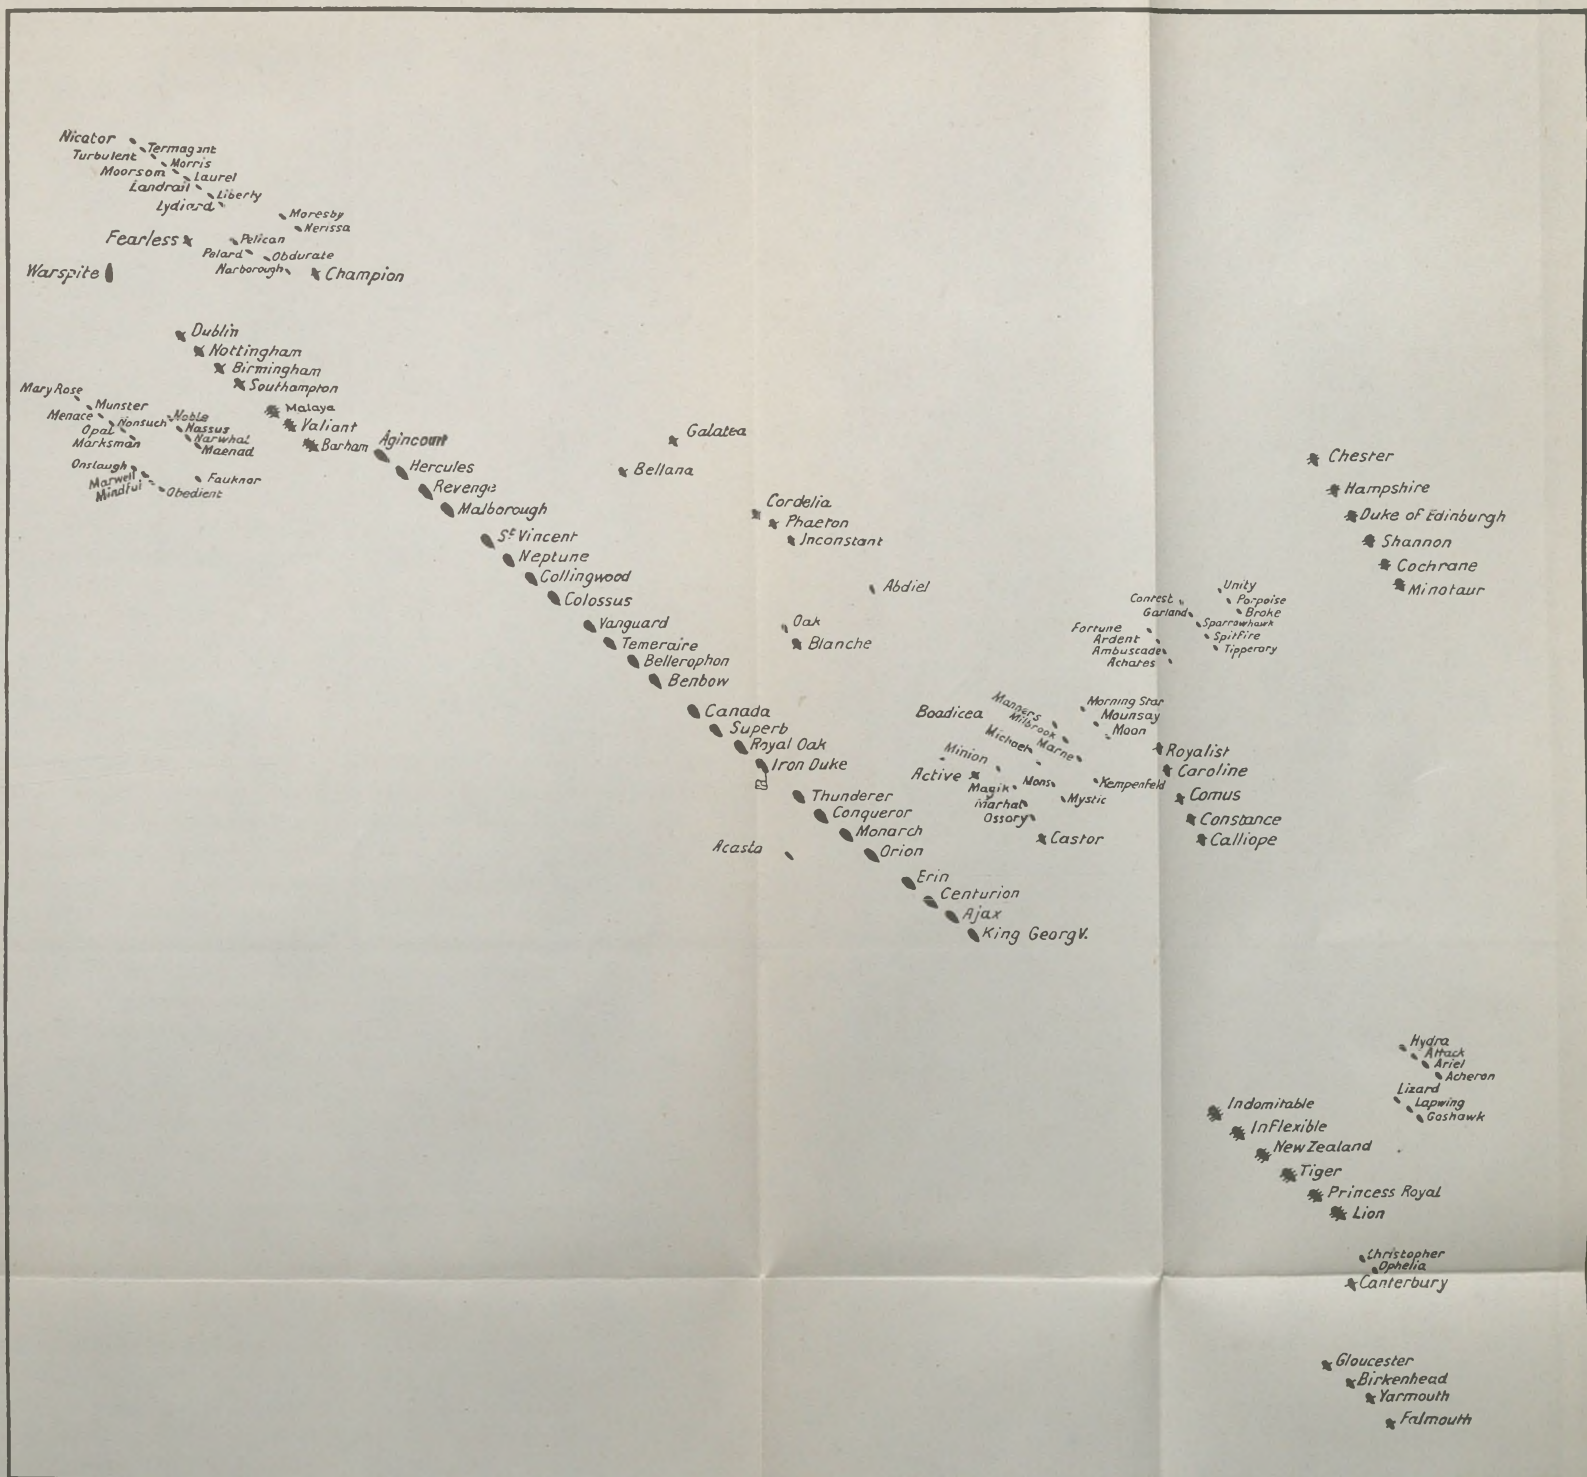 Nicator
Termagant
Turbulent
Morris
Moorsom
Laurel
Landrail
Liberty
Lydiard
Moresby
Nerissa
Fearless
Pelican
Pelard
Obdurate
Narborough
Champion
Warspite
Dublin
Nottingham
Birmingham
Southampton
Mary Rose
Munster
Menace
Nonsuch
Opal
Marksman
Noble
Nassus
Narwhal
Maenad
Malaya
Valiant
Barham
Onslaugh
Marwell
Mindful
Obedient
Fauknor
Agincourt
Hercules
Revenge
Malborough
St Vincent
Neptune
Collingwood
Colossus
Vanguard
Temeraire
Bellerophon
Benbow
Canada
Superb
Royal Oak
Iron Duke
Thunderer
Conqueror
Monarch
Orion
Acasta
Erin
Centurion
Ajax
King Georg V.
Galatea
Bellana
Cordelia
Phaeton
Inconstant
Abdiel
Oak
Blanche
Chester
Hampshire
Duke of Edinburgh
Shannon
Cochrane
Minotaur
Unity
Contest
Porpoise
Garland
Broke
Sparrowhawk
Fortune
Spitfire
Ardent
Tipperary
Ambuscade
Achates
Boadicea
Manners
Milbrook
Michael
Marne
Morning Star
Mounsay
Moon
Minion
Active
Magik
Mons
Marhal
Mystic
Ossory
Kempenfeld
Castor
Royalist
Caroline
Comus
Constance
Calliope
Hydra
Attack
Ariel
Acheron
Lizard
Lapwing
Goshawk
Indomitable
Inflexible
New Zealand
Tiger
Princess Royal
Lion
Christopher
Ophelia
Canterbury
Gloucester
Birkenhead
Yarmouth
Falmouth